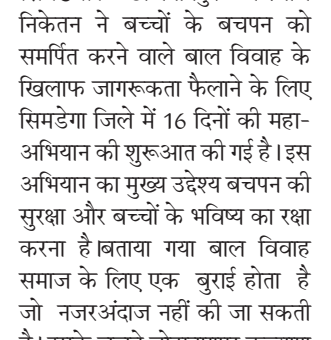 निकेतन ने बच्चों के बचपन को
समर्पित करने वाले बाल विवाह के
खिलाफ जागरूकता फैलाने के लिए
सिमडेगा जिले में 16 दिनों की महा-
अभियान की शुरूआत की गई है।इस
अभियान का मुख्य उद्देश्य बचपन की
सुरक्षा और बच्चों के भविष्य का रक्षा
करना है।बताया गया बाल विवाह
समाज के लिए एक बुराई होता है
जो नजरअंदाज नहीं की जा सकती